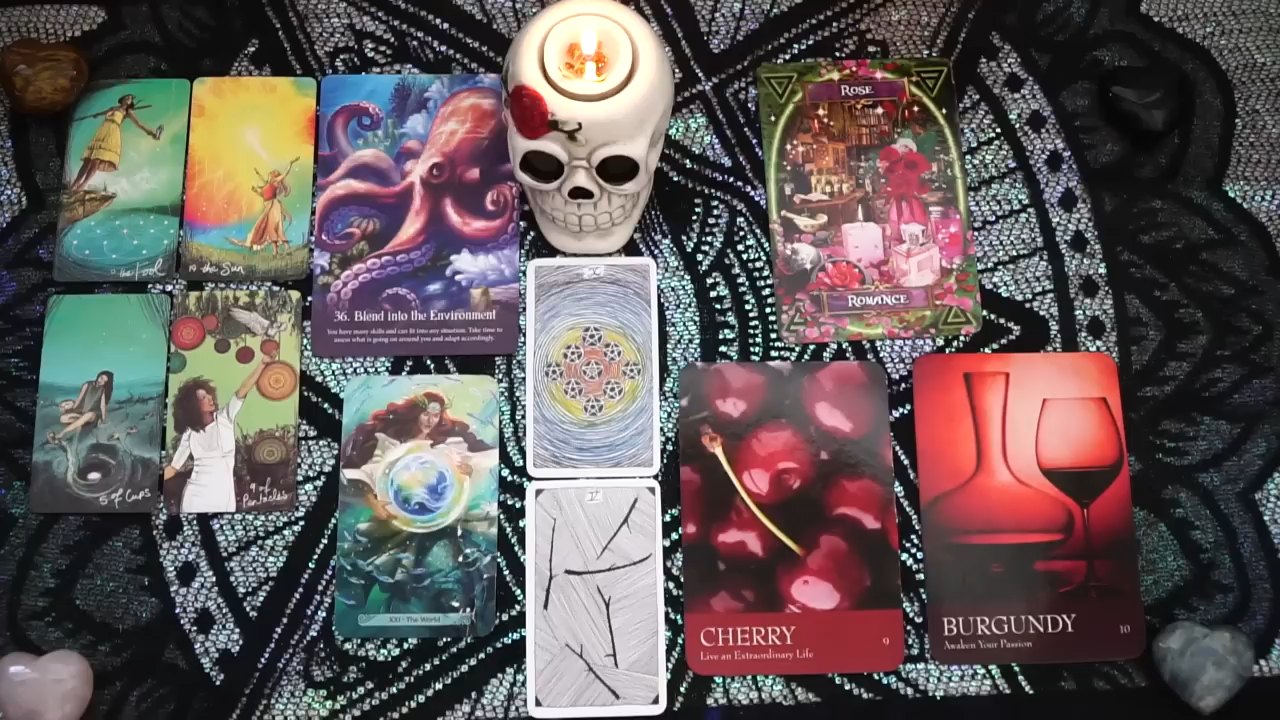 0 the Fool
19 the Sun
36. Blend into the Environment
You have many skills and can fit into any situation. Take time to
assess what is going on around you and adapt accordingly.
ROSE
ROMANCE
5 of Cups
9 of
Pentacles
XXI • The World
X
V
CHERRY
Live an Extraordinary Life
9
BURGUNDY
Awaken Your Passion
10